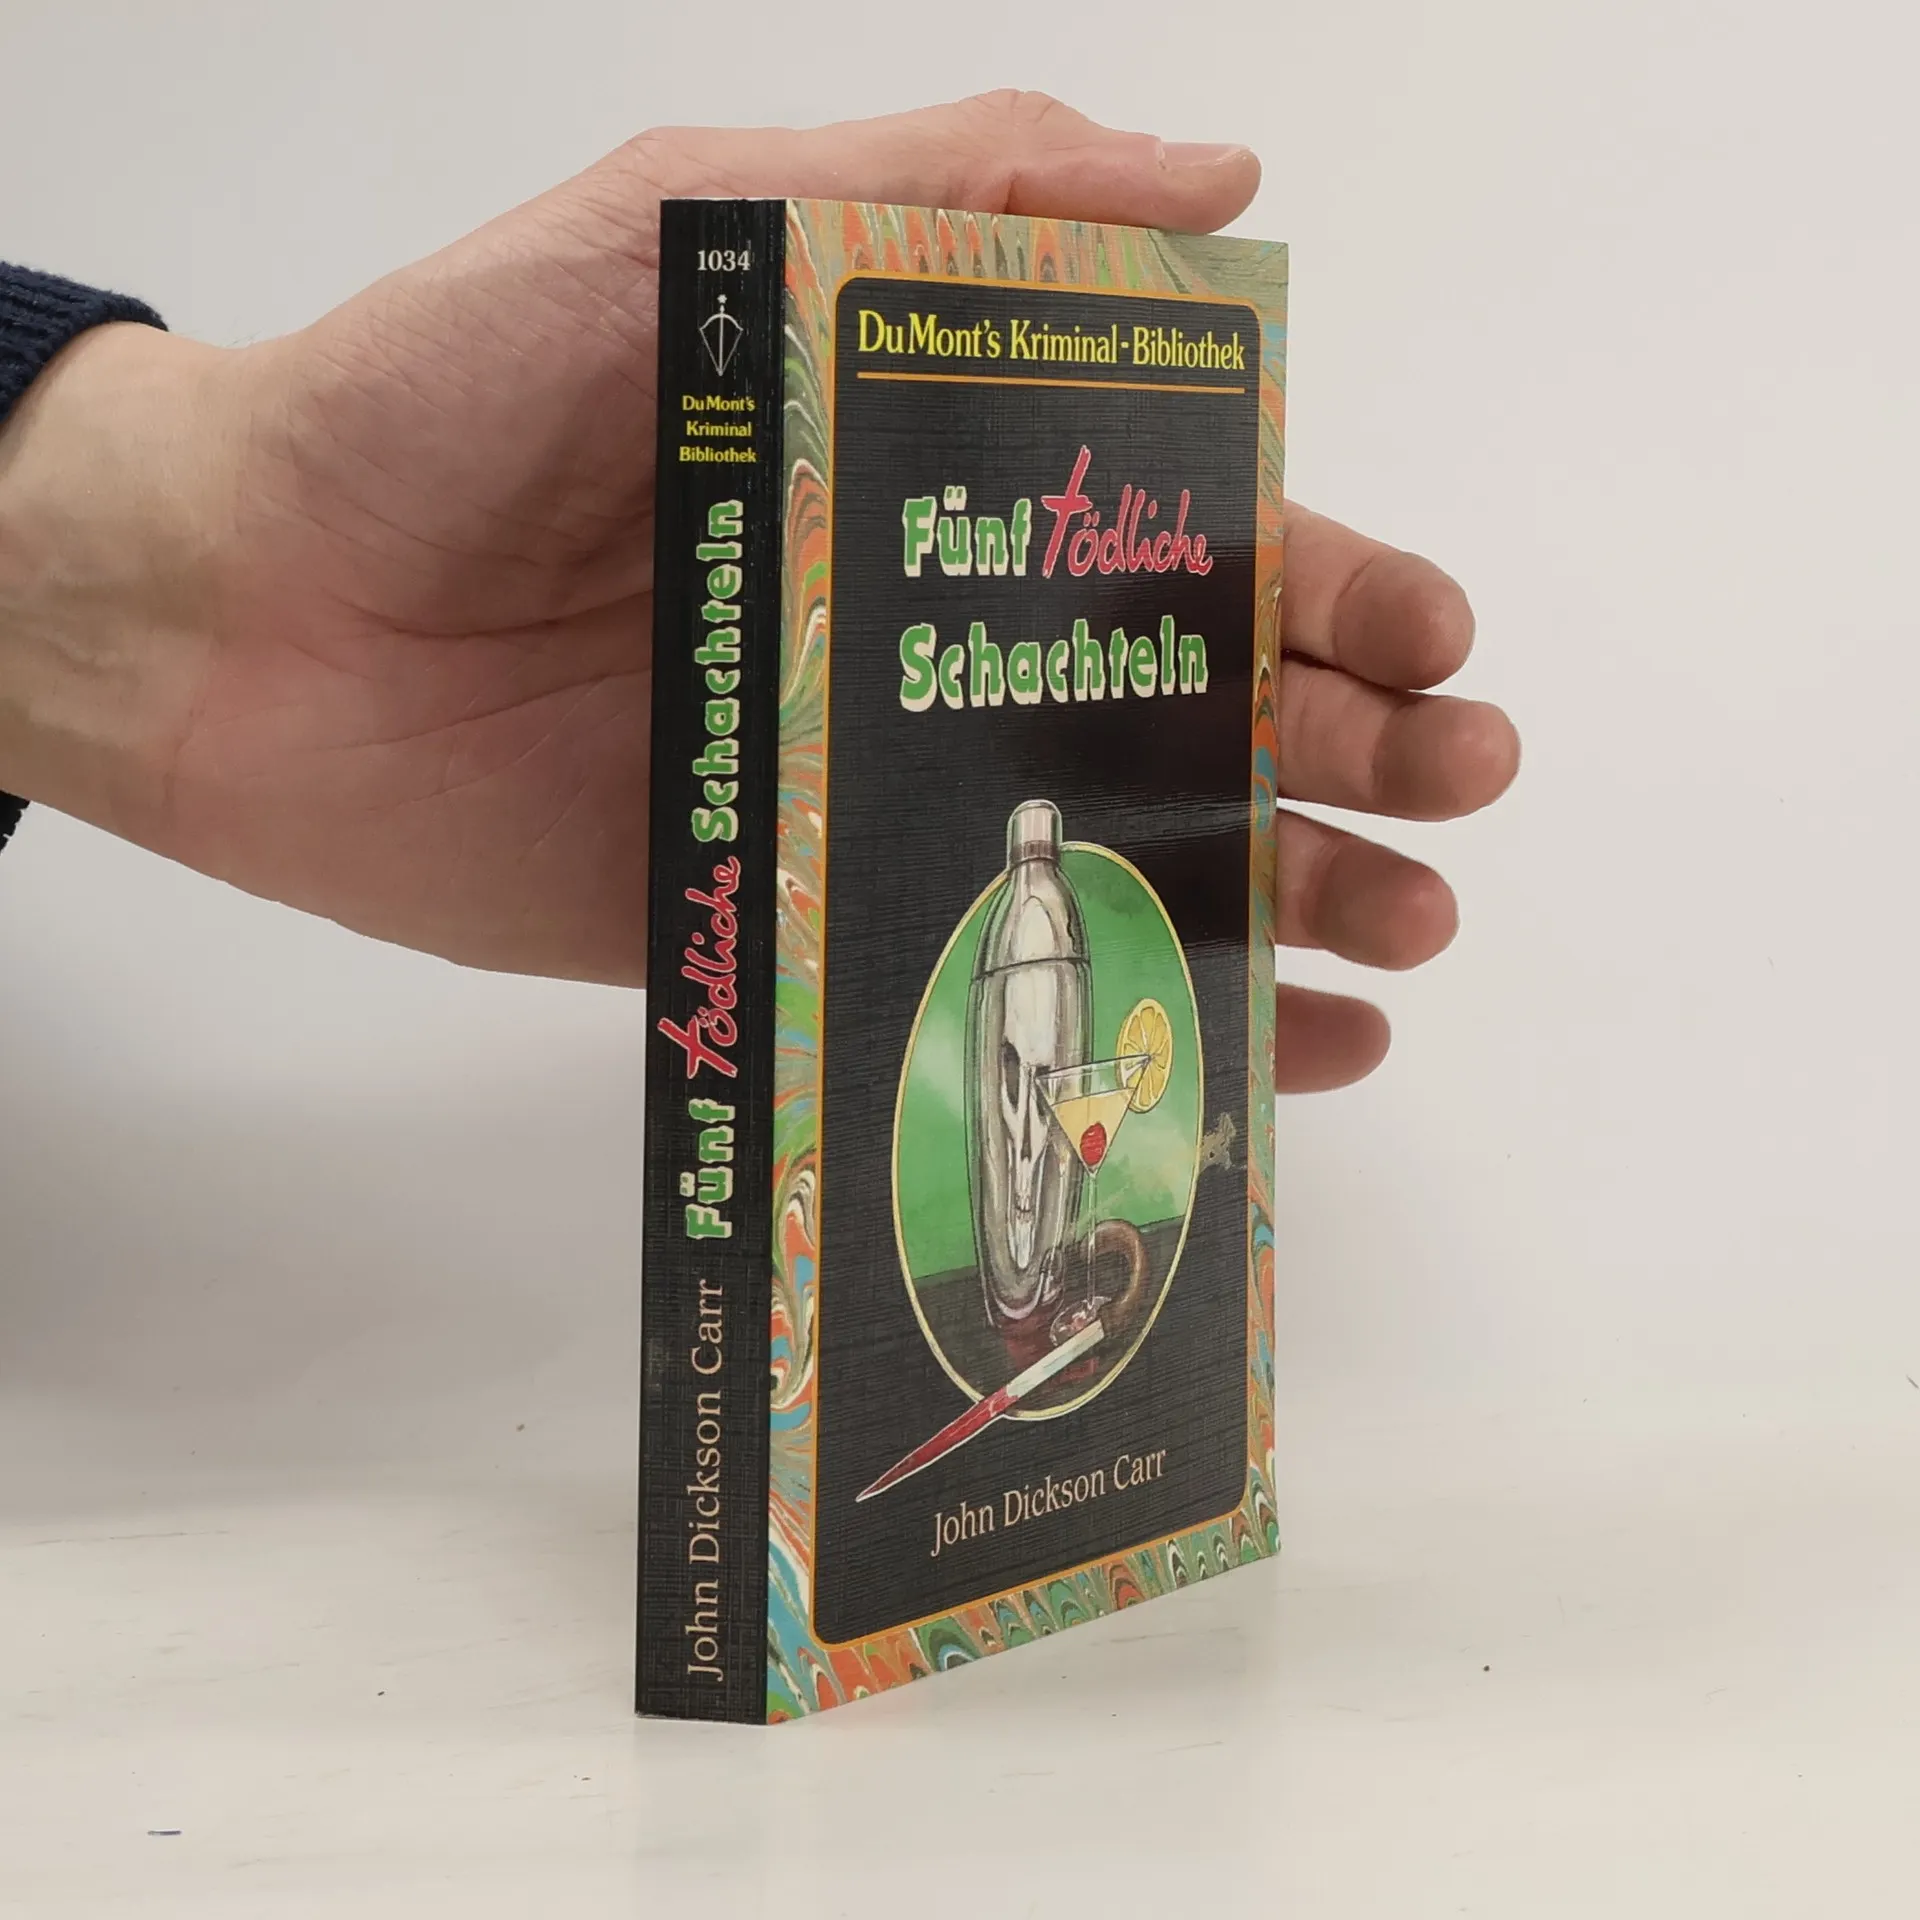 1034
DuMont's
Kriminal
Bibliothek
Fünf tödliche Schachteln
John Dickson Carr
DuMont's Kriminal-Bibliothek
Fünf tödliche
Schachteln
John Dickson Carr